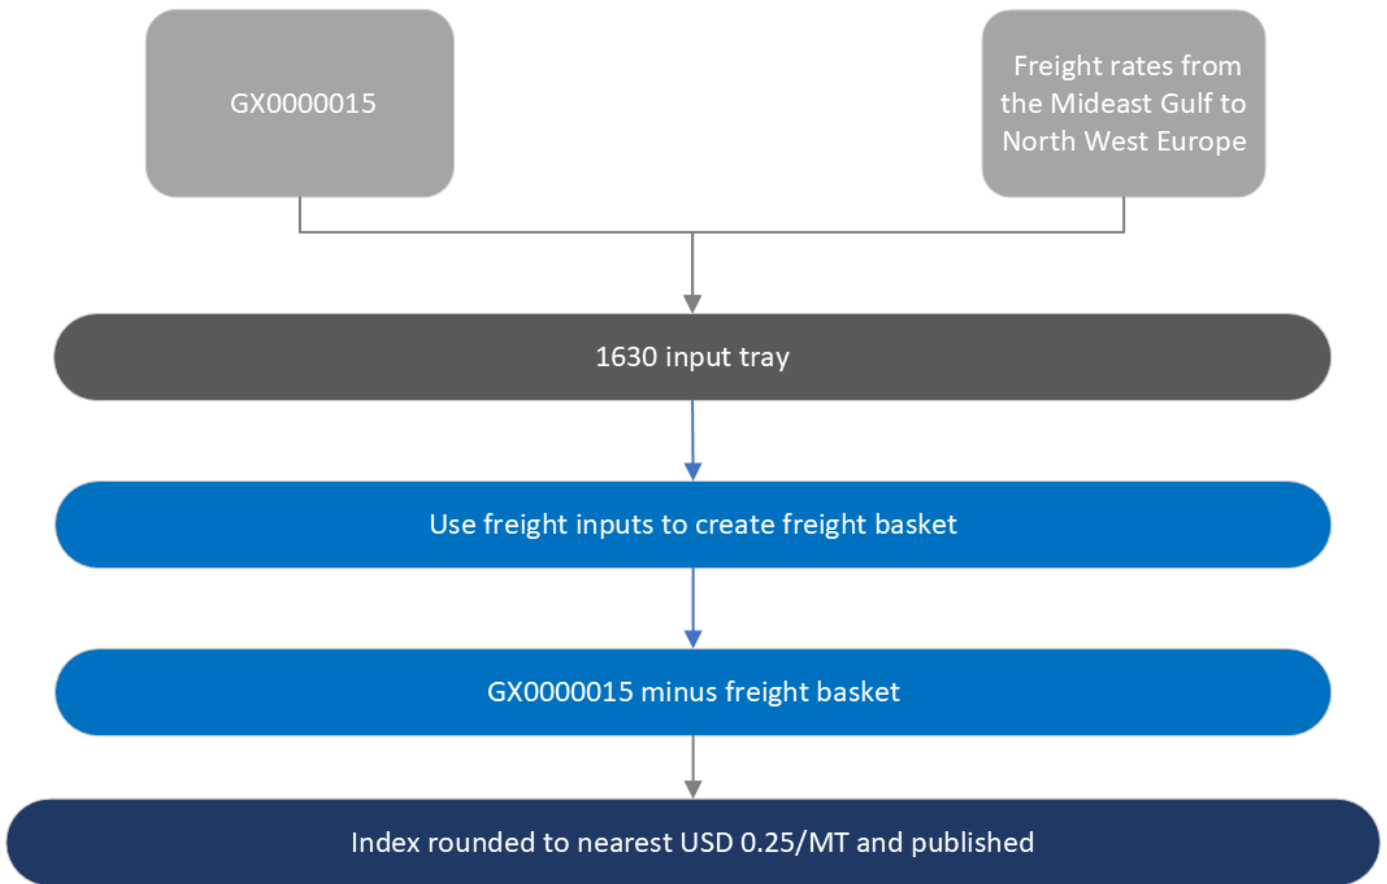 GX0000015
Freight rates from
the Mideast Gulf to
North West Europe
1630 input tray
Use freight inputs to create freight basket
GX0000015 minus freight basket
Index rounded to nearest USD 0.25/MT and published